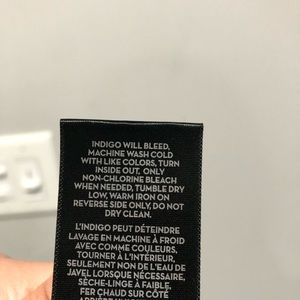 INDIGO WILL BLEED,
MACHINE WASH COLD
WITH LIKE COLORS, TURN
INSIDE OUT, ONLY
NON-CHLORINE BLEACH
WHEN NEEDED, TUMBLE DRY
LOW, WARM IRON ON
REVERSE SIDE ONLY, DO NOT
DRY CLEAN.
L'INDIGO PEUT DÉTEINDRE
LAVAGE EN MACHINE À FROID
AVEC COMME COULEURS,
TOURNER À L'INTÉRIEUR,
SEULEMENT NON DE L'EAU DE
JAVEL LORSQUE NÉCESSAIRE,
SÈCHE-LINGE À FAIBLE,
FER CHAUD SUR CÔTÉ